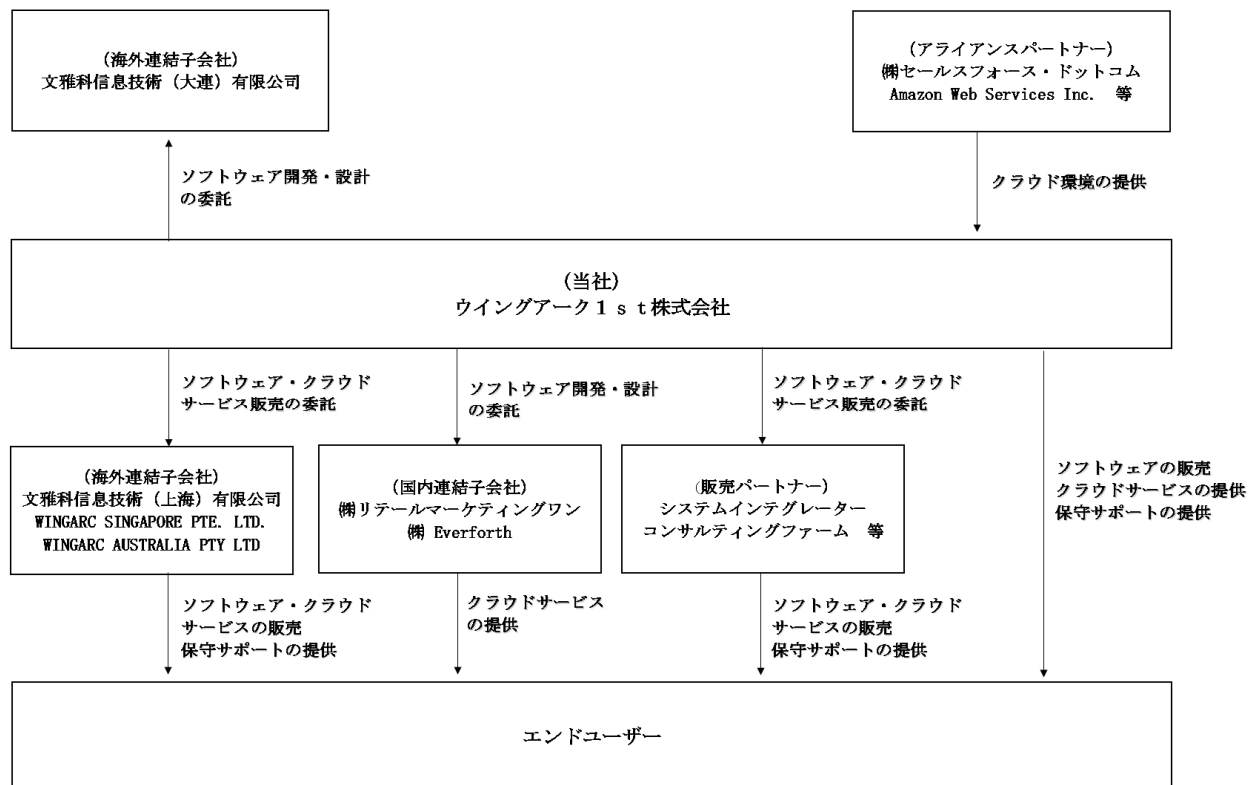 (海外連結子会社)
文雅科信息技術(大連)有限公司
(アライアンスパートナー)
㈱セールスフォース・ドットコム
Amazon Web Services Inc. 等
ソフトウェア開発・設計
の委託
クラウド環境の提供
(当社)
ウイングアーク1st株式会社
ソフトウェア・クラウド
サービス販売の委託
ソフトウェア開発・設計
の委託
ソフトウェア・クラウド
サービス販売の委託
(海外連結子会社)
文雅科信息技術(上海)有限公司
WINGARC SINGAPORE PTE. LTD.
WINGARC AUSTRALIA PTY LTD
(国内連結子会社)
㈱リテールマーケティングワン
㈱ Everforth
(販売パートナー)
システムインテグレーター
コンサルティングファーム 等
ソフトウェアの販売
クラウドサービスの提供
保守サポートの提供
ソフトウェア・クラウド
サービスの販売
保守サポートの提供
クラウドサービス
の提供
ソフトウェア・クラウド
サービスの販売
保守サポートの提供
エンドユーザー